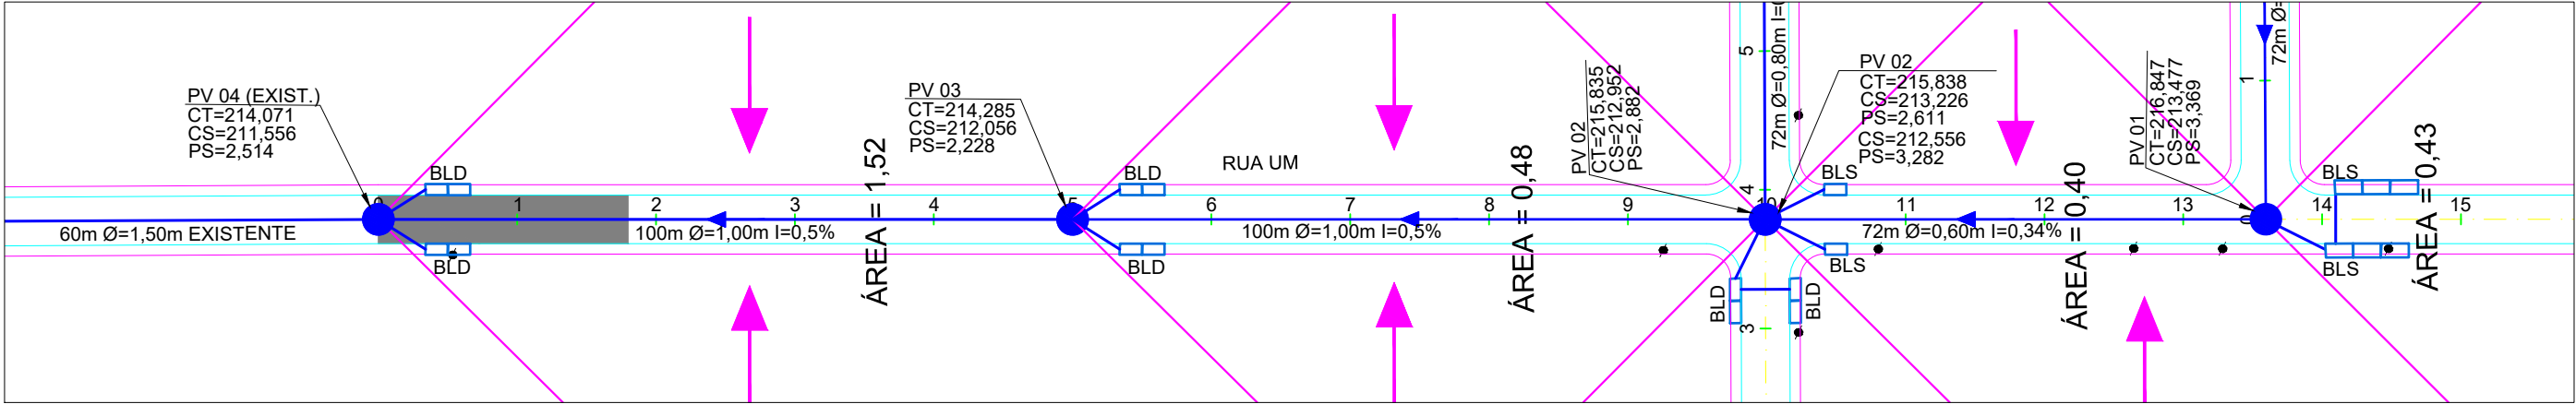 PV 04 (EXIST.)
CT=214,071
CS=211,556
PS=2,514
BLD
BLD
60m Ø=1,50m EXISTENTE
0
1
2
3
4
5
6
7
8
9
10
11
12
13
14
15
100m Ø=1,00m I=0,5%
ÁREA = 1,52
PV 03
CT=214,285
CS=212,056
PS=2,228
BLD
BLD
RUA UM
100m Ø=1,00m I=0,5%
ÁREA = 0,48
PV 02
CT=215,835
CS=212,952
PS=2,882
5
4
3
72m Ø=0,80m
PV 02
CT=215,838
CS=213,226
PS=2,611
CS=212,556
PS=3,282
BLS
BLS
BLD
BLD
72m Ø=0,60m I=0,34%
ÁREA = 0,40
PV 01
CT=216,847
CS=213,477
PS=3,369
1
0
72m
BLS
BLS
ÁREA = 0,43